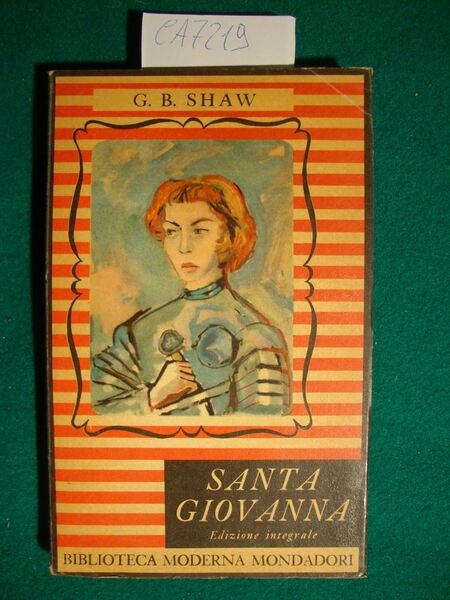 CA7219
G. B. SHAW
SANTA
GIOVANNA
Edizione integrale
BIBLIOTECA MODERNA MONDADORI